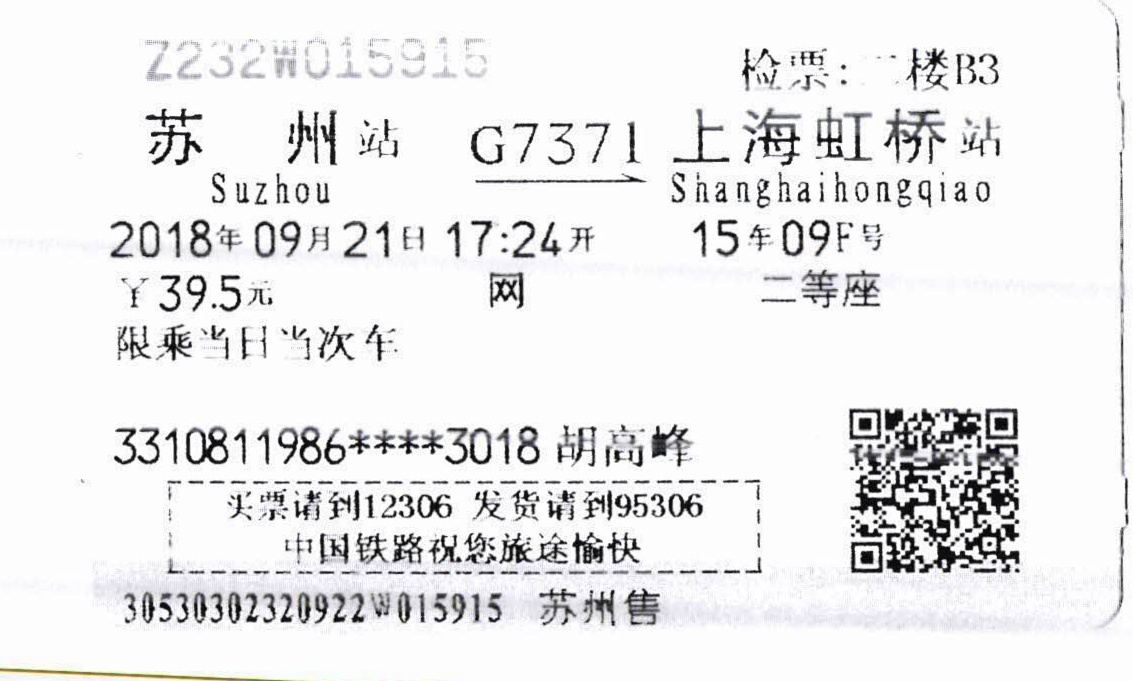 Z232W015915
检票:二楼B3
苏州站 G7371 上海虹桥站
Suzhou Shanghaihongqiao
2018年09月21日 17:24开 15车09F号
¥39.5元 网 二等座
限乘当日当次车
3310811986****3018 胡高峰
买票请到12306 发货请到95306
中国铁路祝您旅途愉快
30530302320922W015915 苏州售